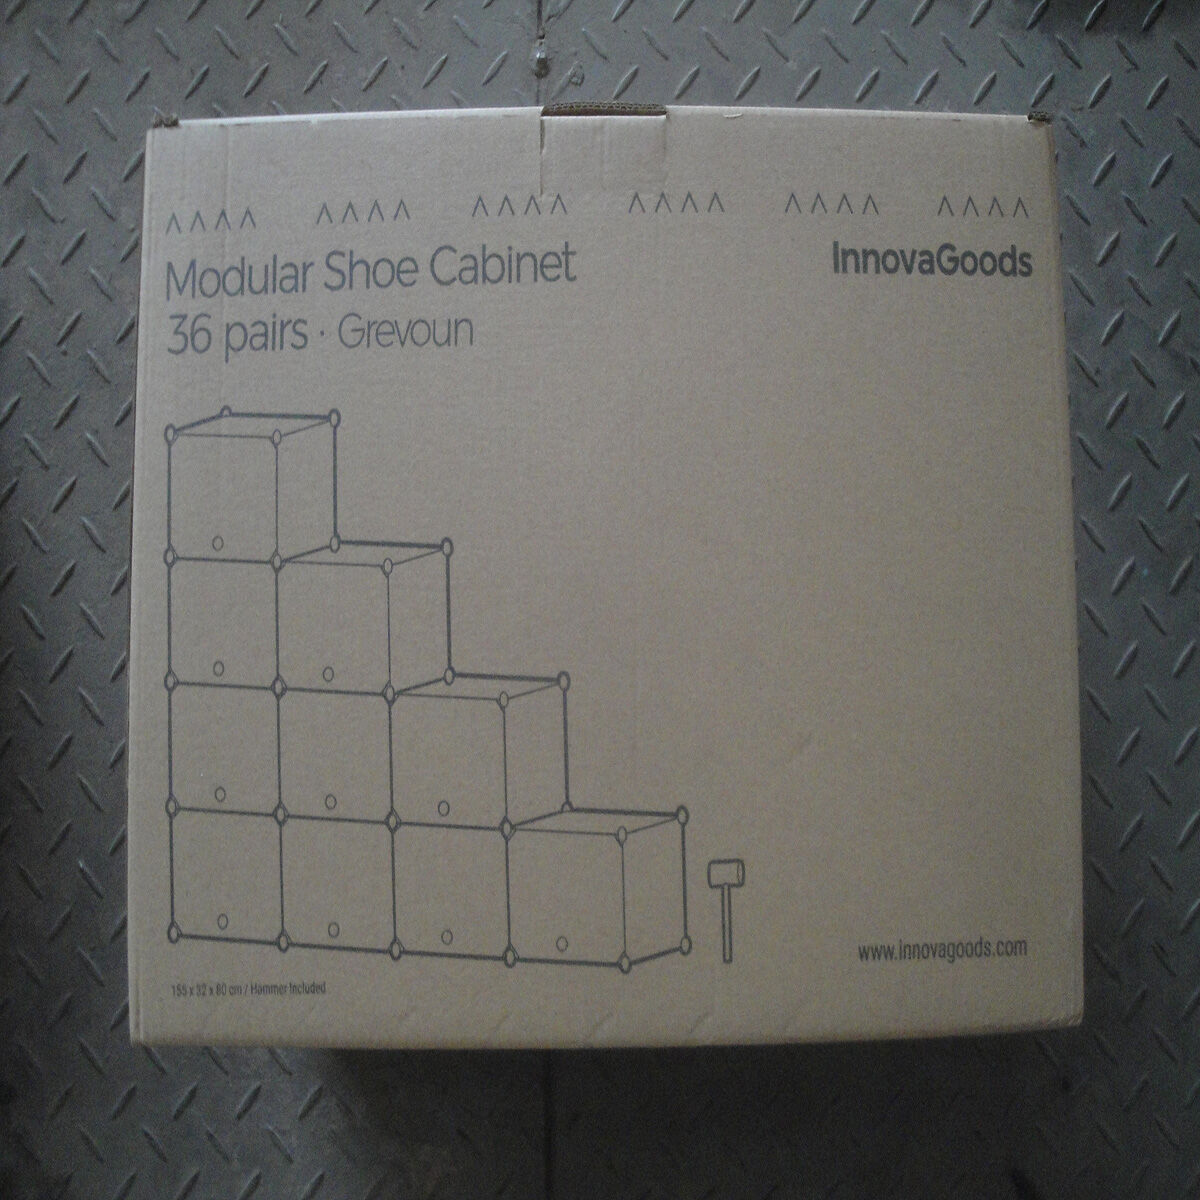 Modular Shoe Cabinet
InnovaGoods
36 pairs · Grevoun
www.innovagoods.com
155 x 32 x 80 cm / Hammer Included